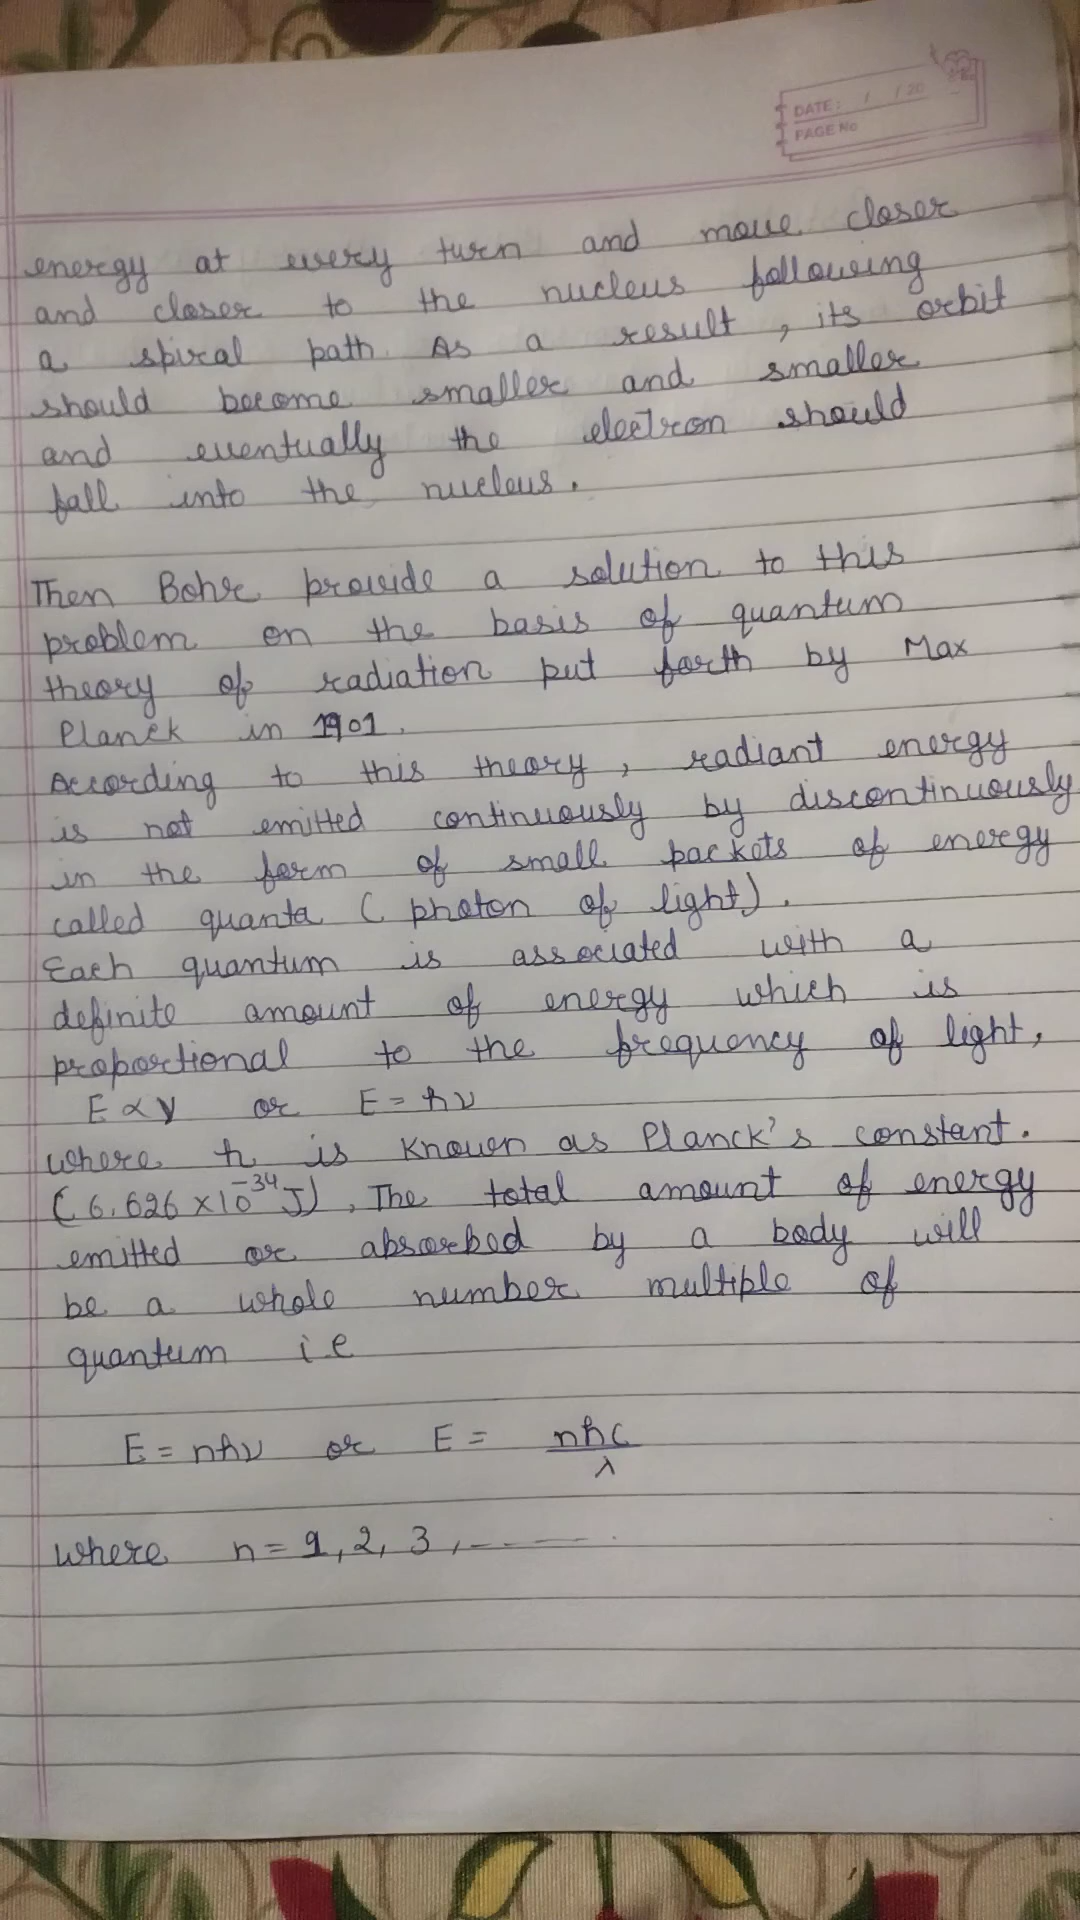 DATE: / / 20
PAGE No
energy at every turn and move closer
and closer to the nucleus following
a spiral path. As a result, its orbit
should become smaller and smaller
and eventually the electron should
fall into the nucleus.
Then Bohr provide a solution to this
problem on the basis of quantum
theory of radiation put forth by Max
Planck in 1901.
According to this theory, radiant energy
is not emitted continuously by discontinuously
in the form of small packets of energy
called quanta (photon of light).
Each quantum is associated with a
definite amount of energy which is
proportional to the frequency of light,
E ∝ ν or E = hν
where h is known as Planck's constant.
(6.626 × 10⁻³⁴ J), The total amount of energy
emitted or absorbed by a body will
be a whole number multiple of
quantum i.e
E = nhν or E = nhc
λ
where n = 1, 2, 3, -----